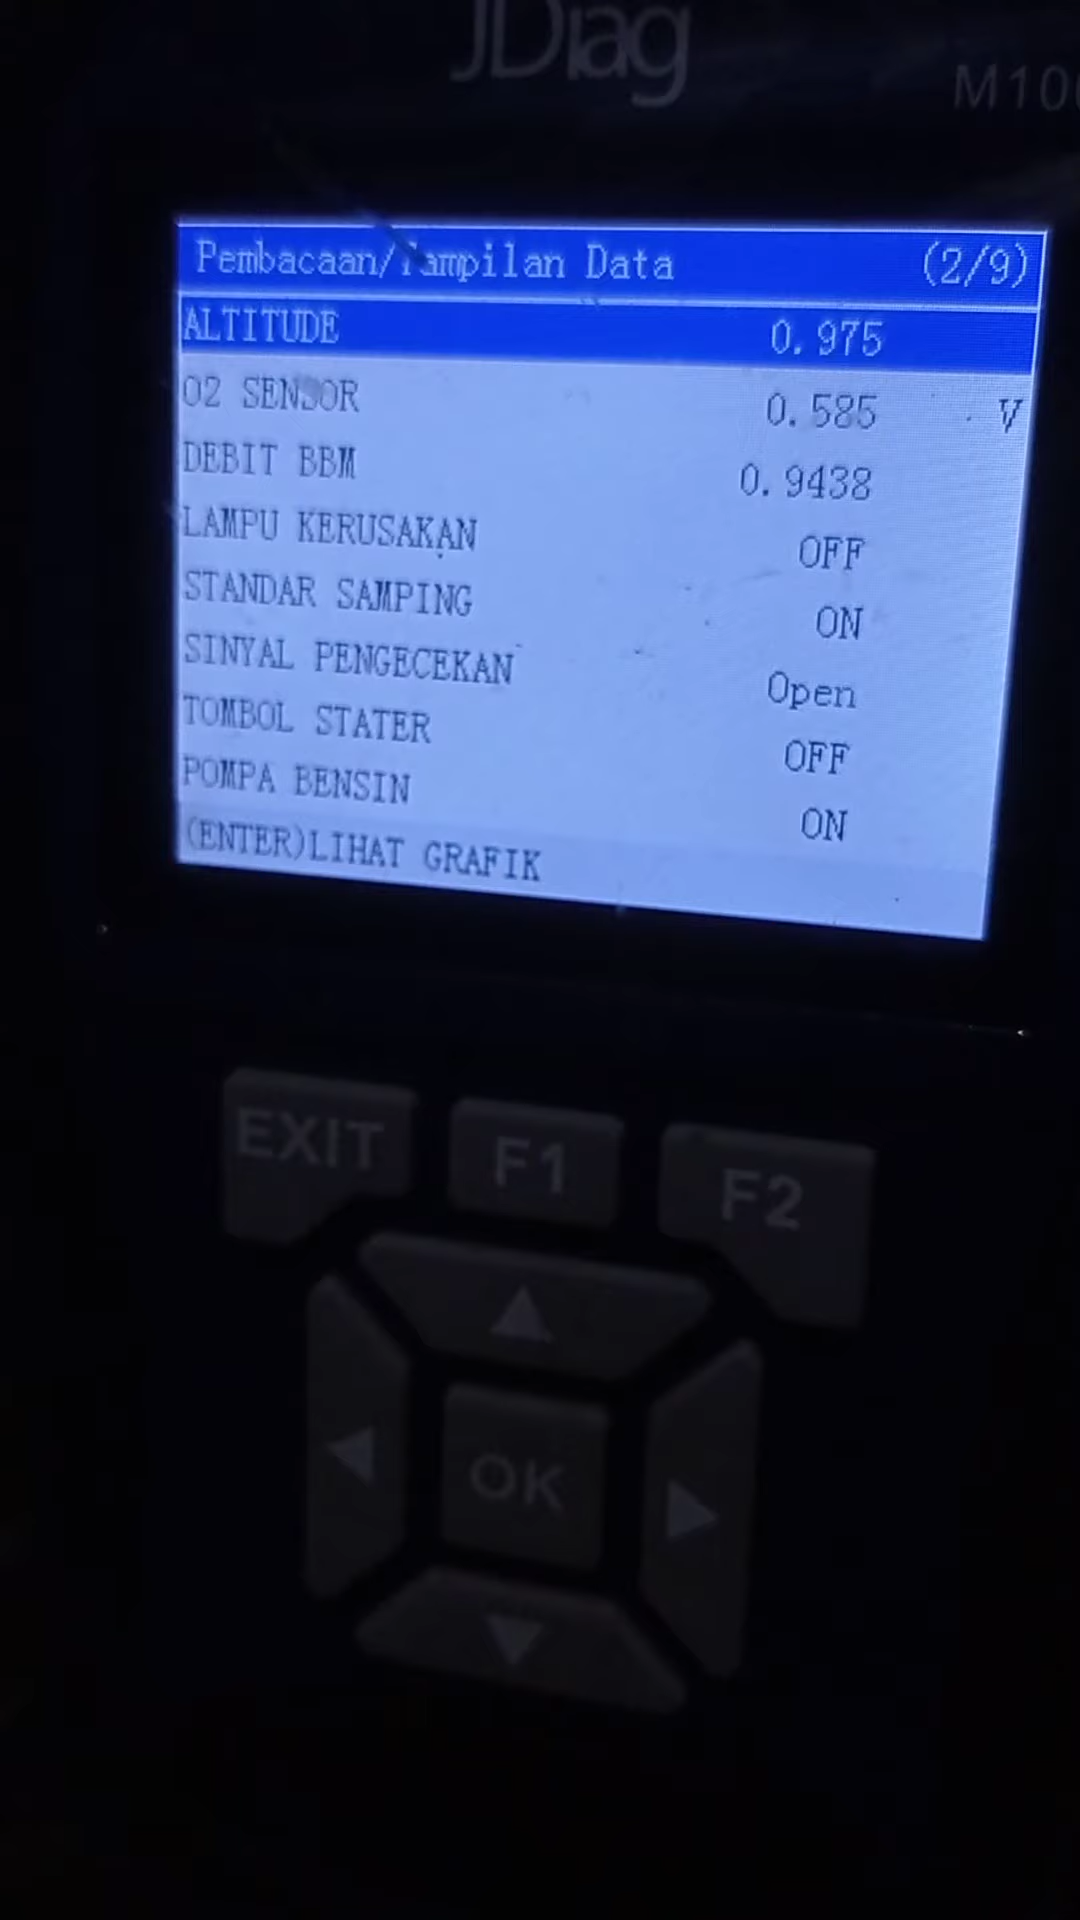 JDiag
M100
Pembacaan/Tampilan Data (2/9)
ALTITUDE 0.975
O2 SENSOR 0.585 V
DEBIT BBM 0.9438
LAMPU KERUSAKAN OFF
STANDAR SAMPING ON
SINYAL PENGECEKAN Open
TOMBOL STATER OFF
POMPA BENSIN ON
(ENTER)LIHAT GRAFIK
EXIT F1 F2
OK